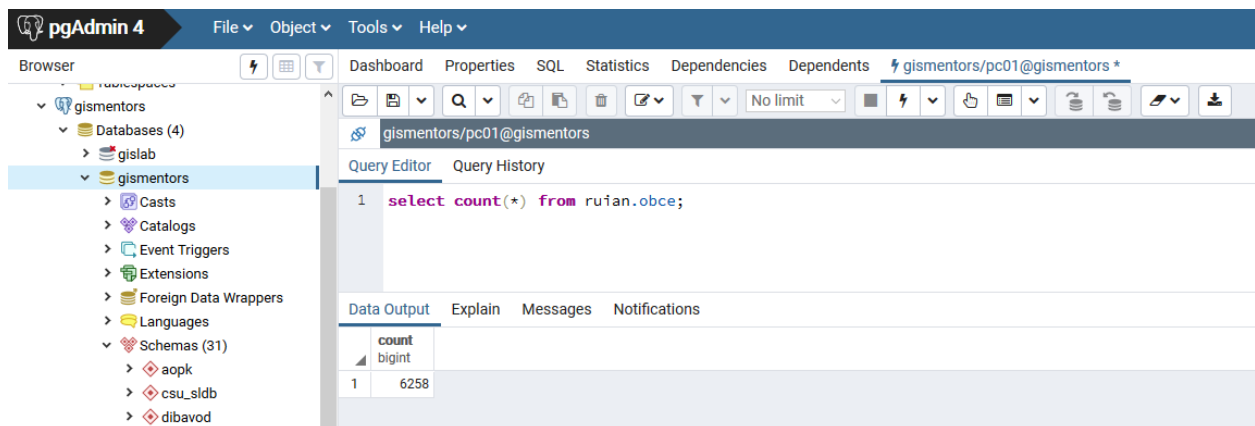 pgAdmin 4 File Object Tools Help
Browser Dashboard Properties SQL Statistics Dependencies Dependents gismentors/pc01@gismentors *
Tablespaces
gismentors No limit
Databases (4) gismentors/pc01@gismentors
gislab Query Editor Query History
gismentors
Casts 1 select count(*) from ruian.obce;
Catalogs
Event Triggers
Extensions
Foreign Data Wrappers Data Output Explain Messages Notifications
Languages
Schemas (31) count
bigint
aopk
csu_sldb 1 6258
dibavod